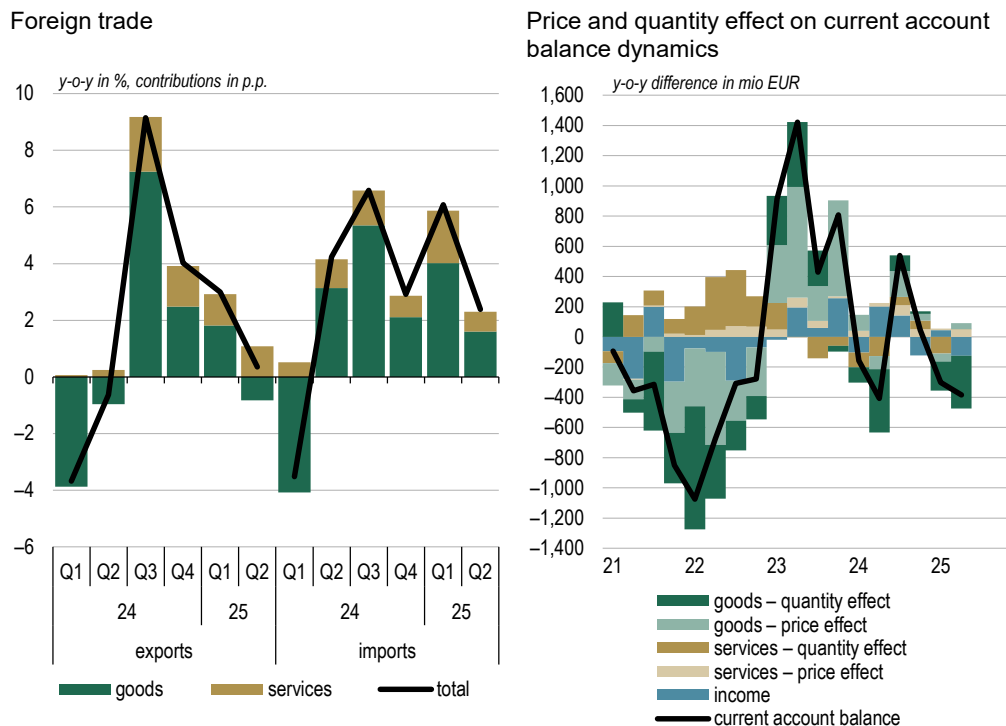 Foreign trade
y-o-y in %, contributions in p.p.
10
8
6
4
2
0
–2
–4
–6
Q1 Q2 Q3 Q4 Q1 Q2 Q1 Q2 Q3 Q4 Q1 Q2
24 25 24 25
exports imports
goods services total
Price and quantity effect on current account
balance dynamics
y-o-y difference in mio EUR
1,600
1,400
1,200
1,000
800
600
400
200
0
–200
–400
–600
–800
–1,000
–1,200
–1,400
21 22 23 24 25
goods – quantity effect
goods – price effect
services – quantity effect
services – price effect
income
current account balance